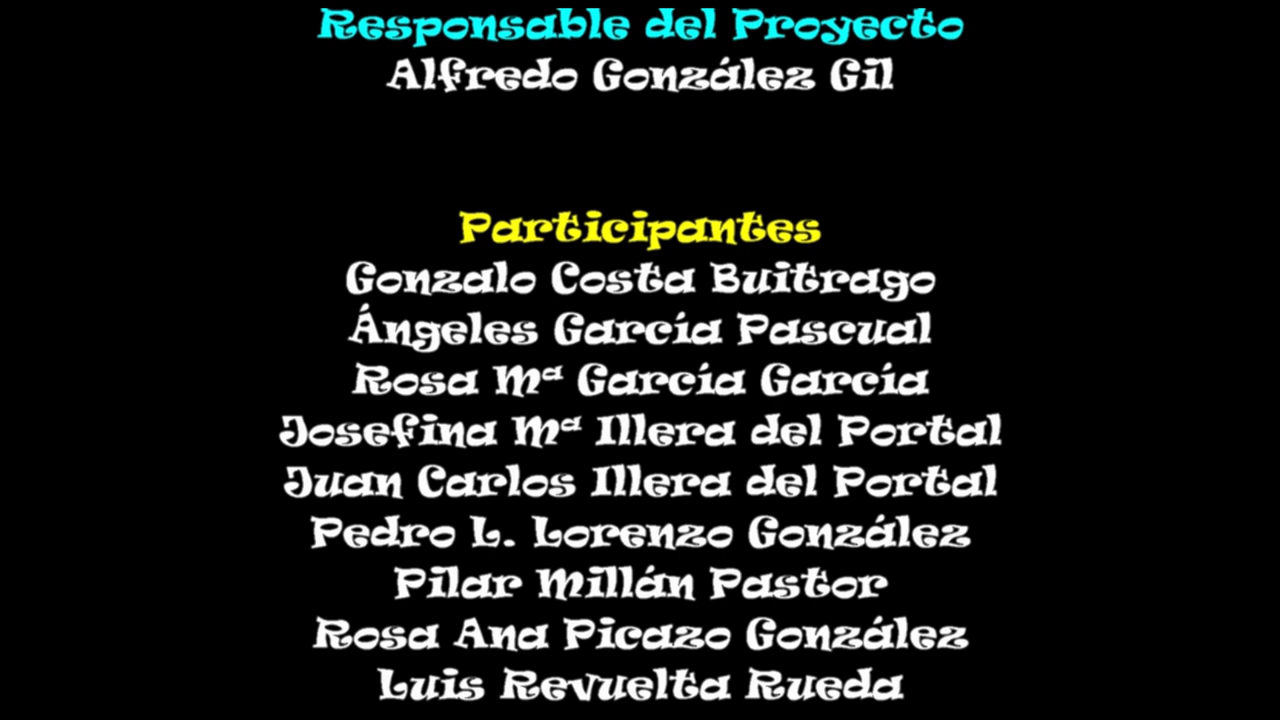 Responsable del Proyecto
Alfredo González Gil
Participantes
Gonzalo Costa Buitrago
Ángeles García Pascual
Rosa Mª García García
Josefina Mª Illera del Portal
Juan Carlos Illera del Portal
Pedro L. Lorenzo González
Pilar Millán Pastor
Rosa Ana Picazo González
Luis Revuelta Rueda